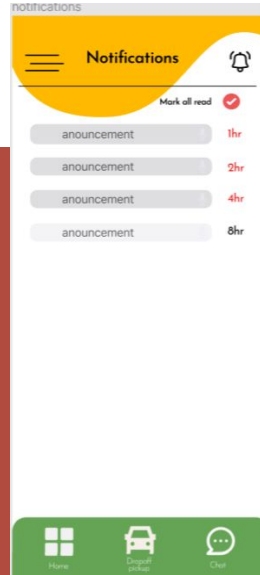 notifications
Notifications
Mark all read
anouncement 1hr
anouncement 2hr
anouncement 4hr
anouncement 8hr
Home
Dropoff
pickup
Chat